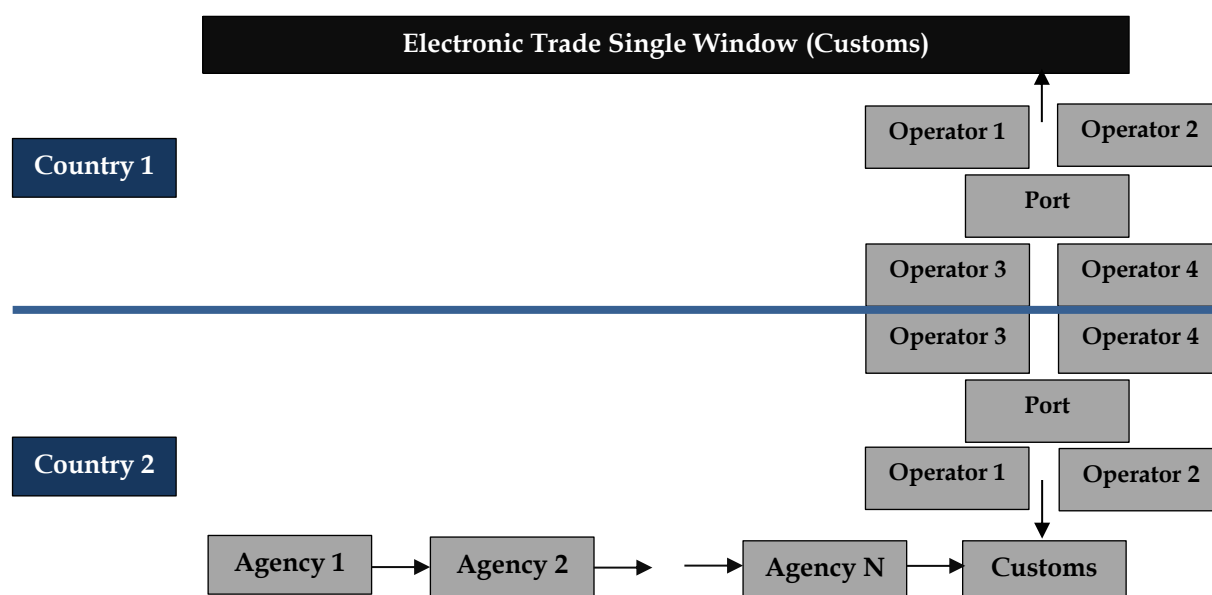 Electronic Trade Single Window (Customs)
Operator 1
Operator 2
Country 1
Port
Operator 3
Operator 4
Operator 3
Operator 4
Port
Country 2
Operator 1
Operator 2
Agency 1
Agency 2
Agency N
Customs